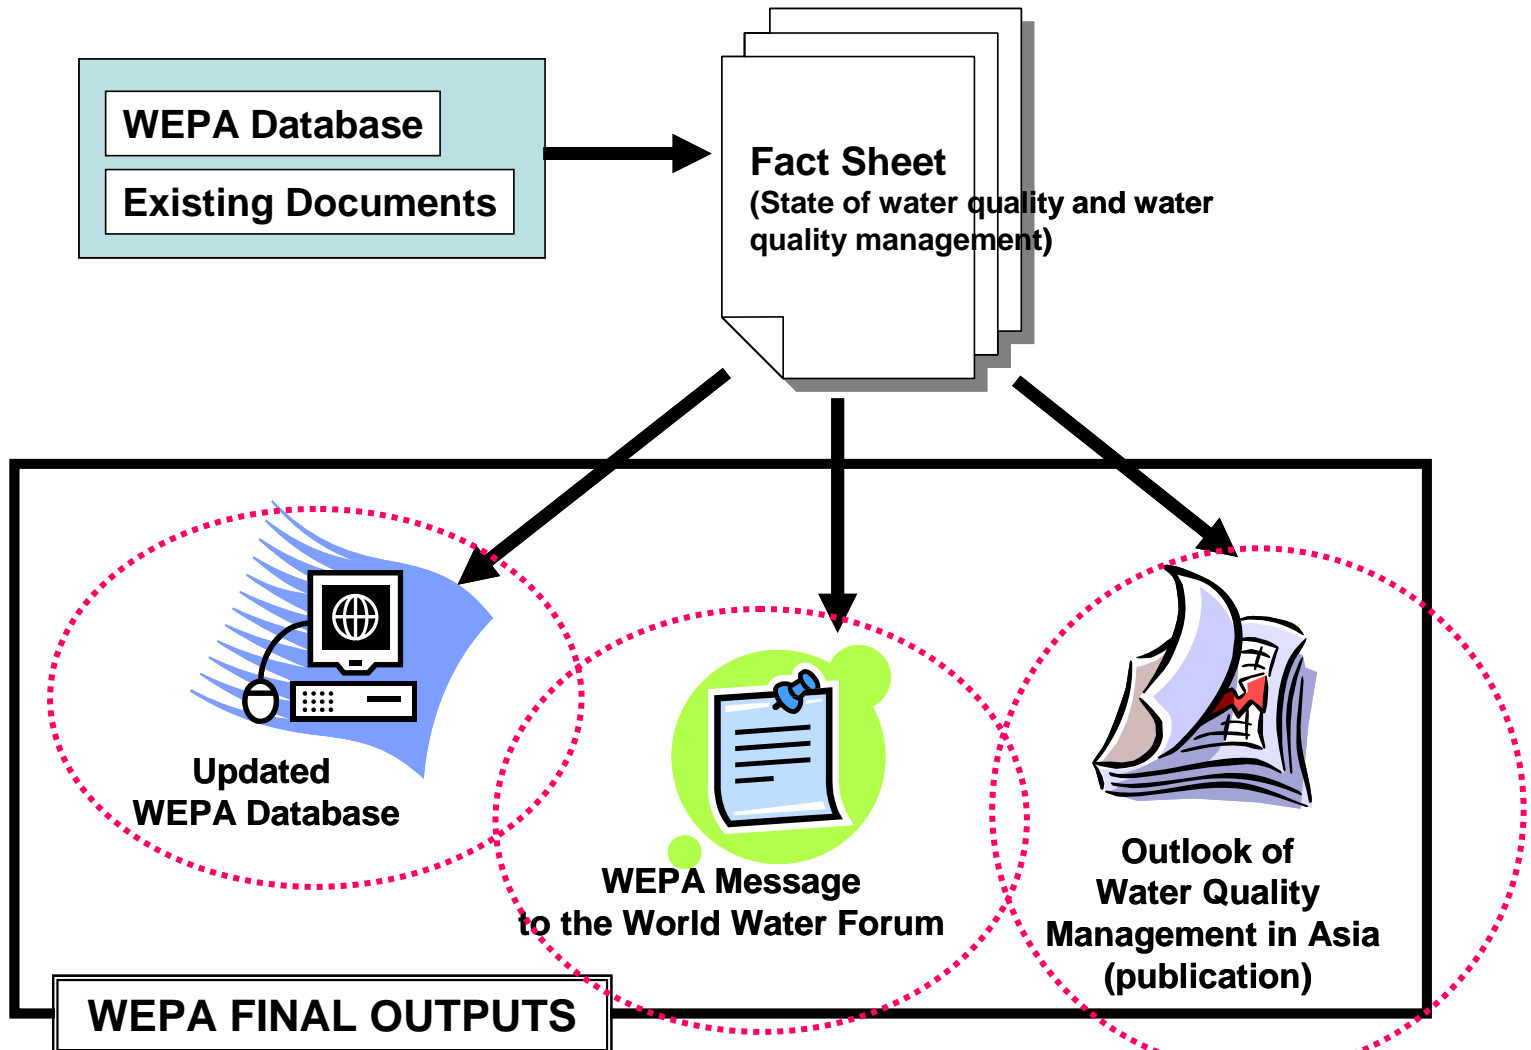 WEPA Database
Existing Documents
Fact Sheet
(State of water quality and water
quality management)
Updated
WEPA Database
WEPA Message
to the World Water Forum
Outlook of
Water Quality
Management in Asia
(publication)
WEPA FINAL OUTPUTS